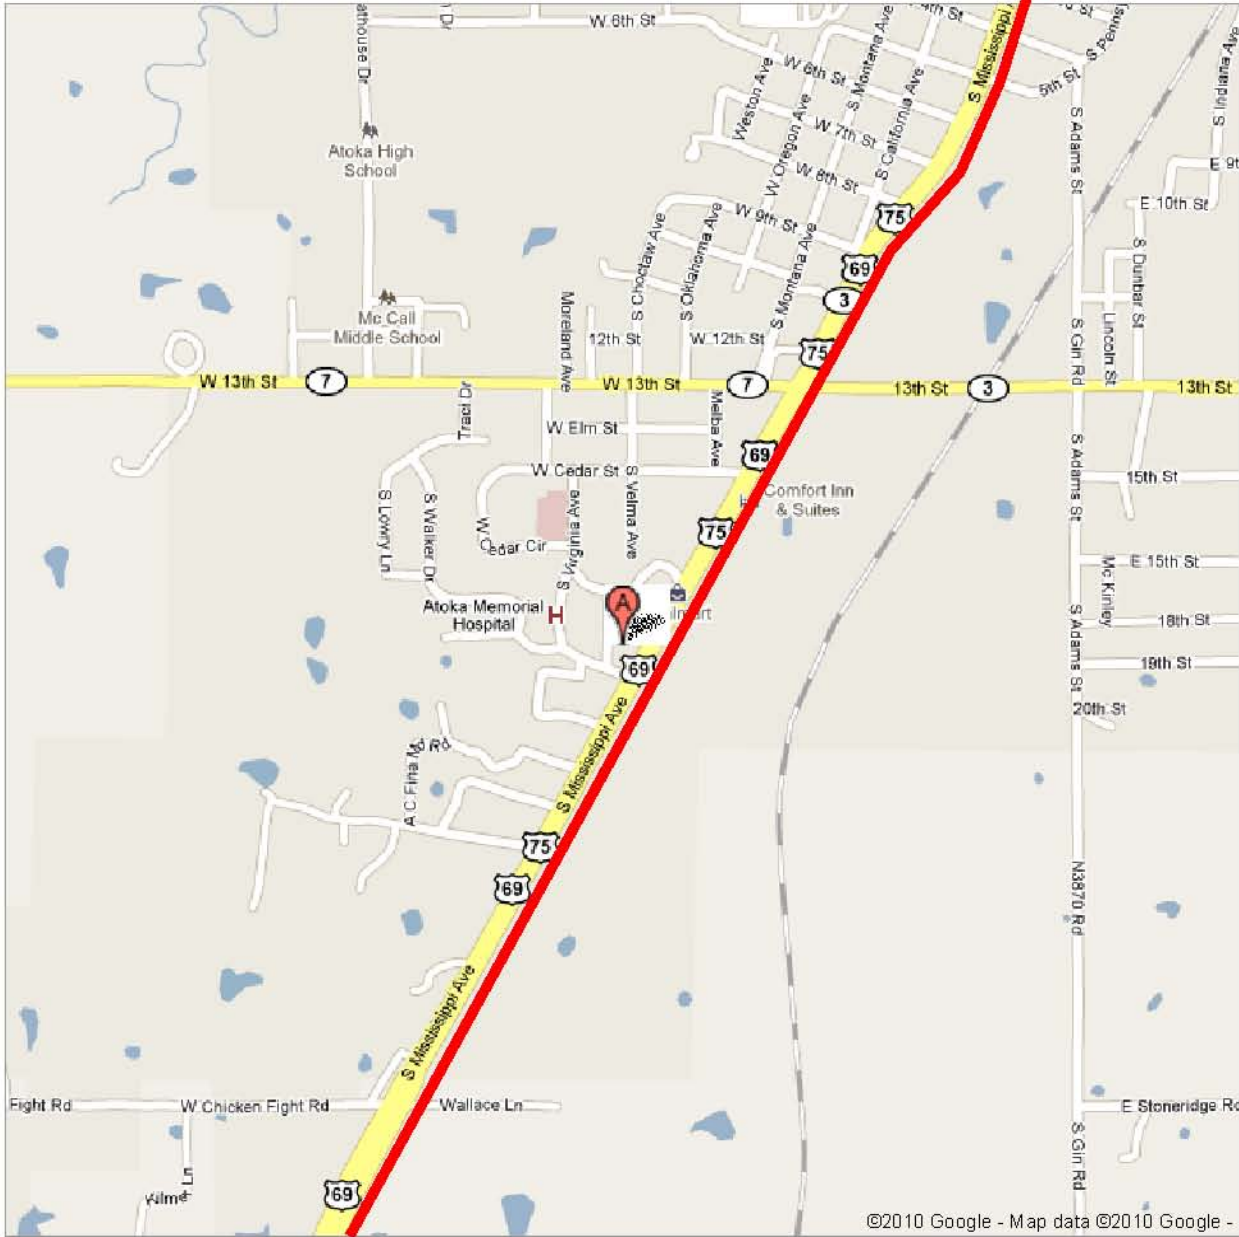 W 6th St
S Mississippi
5th St
Weston Ave
W 6th St
S Montana Ave
W Oregon Ave
W 7th St
S California Ave
S Adams St
S Indiana Ave
Atoka High
School
W 8th St
E 9t
E 10th St
W 9th St
75
S Choctaw Ave
S Oklahoma Ave
S Montana Ave
S Dunbar St
69
3
Mc Call
Middle School
Moreland Ave
12th St
W 12th St
75
S Gin Rd
Lincoln St
W 13th St
7
W 13th St
7
13th St
3
13th St
Traci Dr
Melba Ave
W Elm St
69
S Adams St
W Cedar St
15th St
S Lowry Ln
S Walker Dr
S Virginia Ave
S Velma Ave
Comfort Inn
& Suites
75
W Cedar Cir
E 15th St
Mc Kinley
Atoka Memorial
Hospital
H
A
lmart
S Adams St
18th St
69
19th St
20th St
S Mississippi Ave
A C Fina
Rd
75
69
N3870 Rd
S Mississippi Ave
Fight Rd
W Chicken Fight Rd
Wallace Ln
E Stoneridge Rd
S Gin Rd
69
©2010 Google - Map data ©2010 Google -